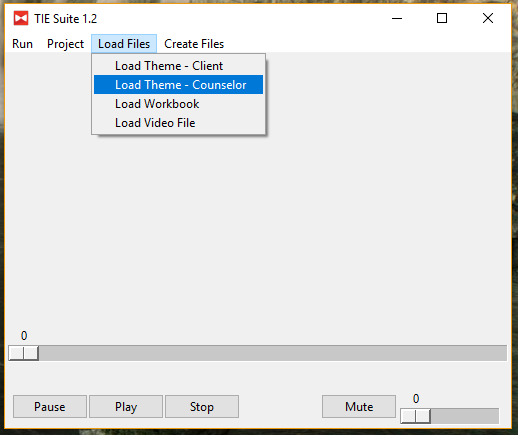 TIE Suite 1.2
Run Project Load Files Create Files
Load Theme - Client
Load Theme - Counselor
Load Workbook
Load Video File
0
Pause Play Stop Mute 0